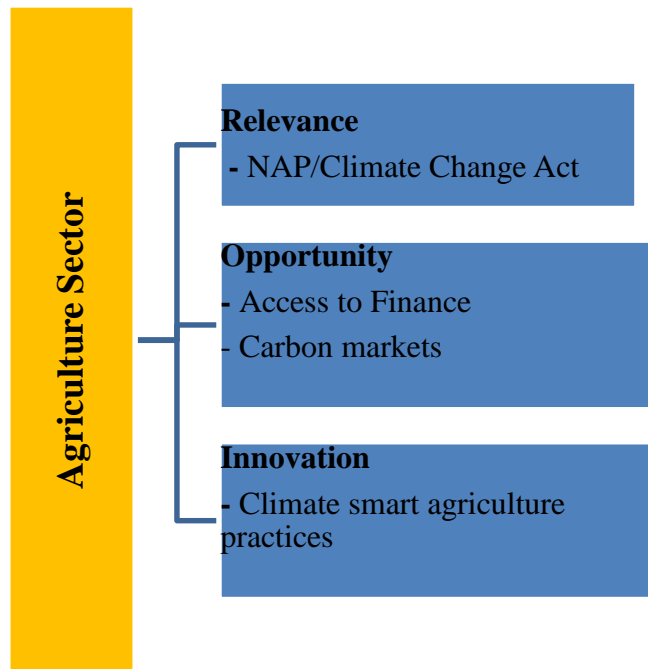 Agriculture Sector
Relevance
- NAP/Climate Change Act
Opportunity
- Access to Finance
- Carbon markets
Innovation
- Climate smart agriculture
practices